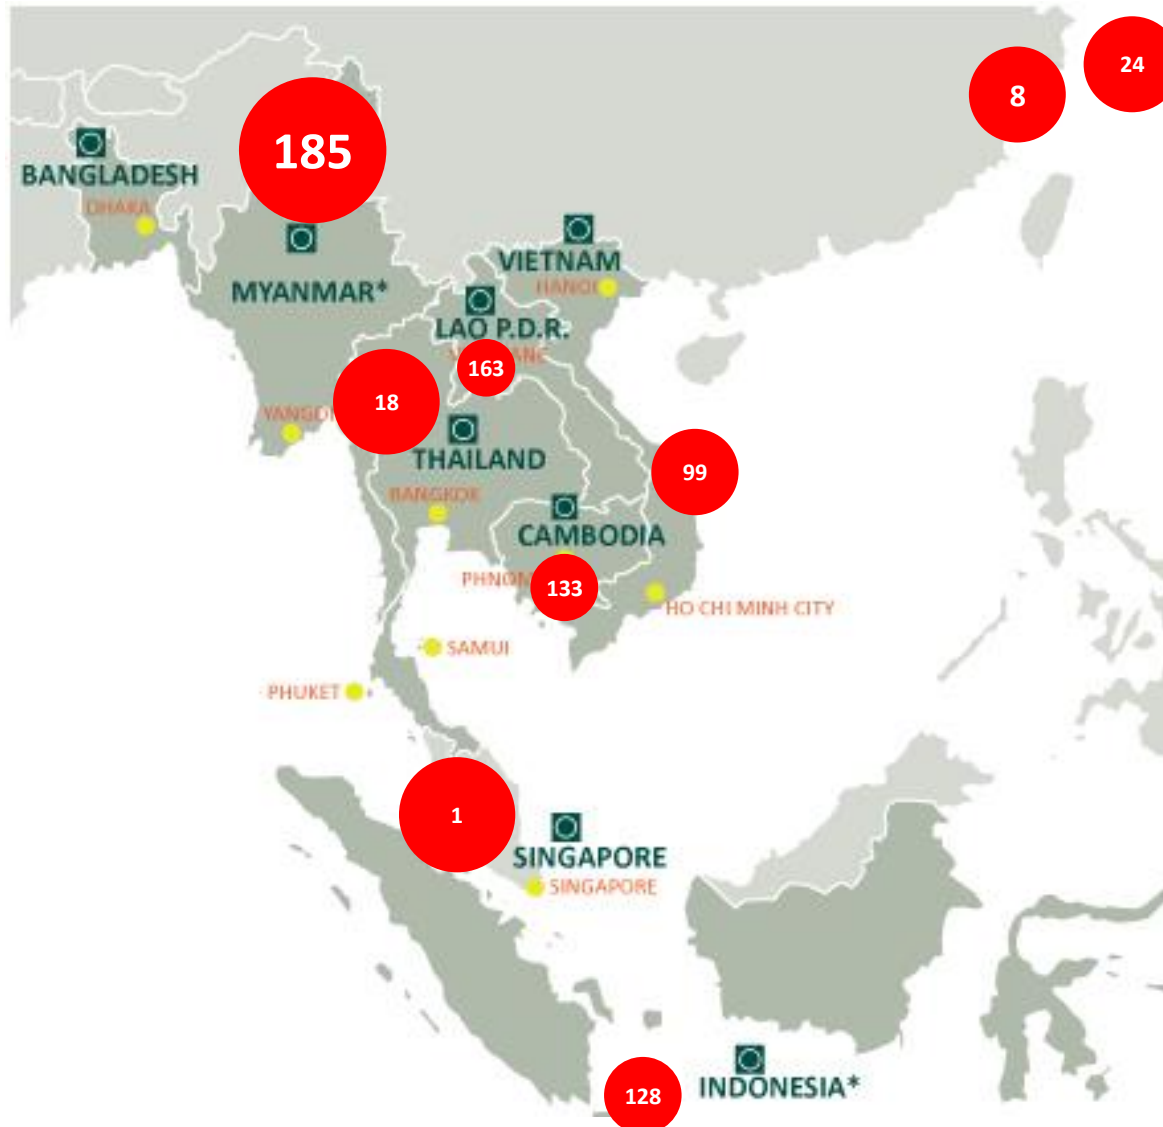 24
8
185
BANGLADESH
DHAKA
VIETNAM
HANOI
MYANMAR*
LAO P.D.R.
163
18
THAILAND
99
BANGKOK
CAMBODIA
133
HO CHI MINH CITY
SAMUI
PHUKET
1
SINGAPORE
SINGAPORE
INDONESIA*
128